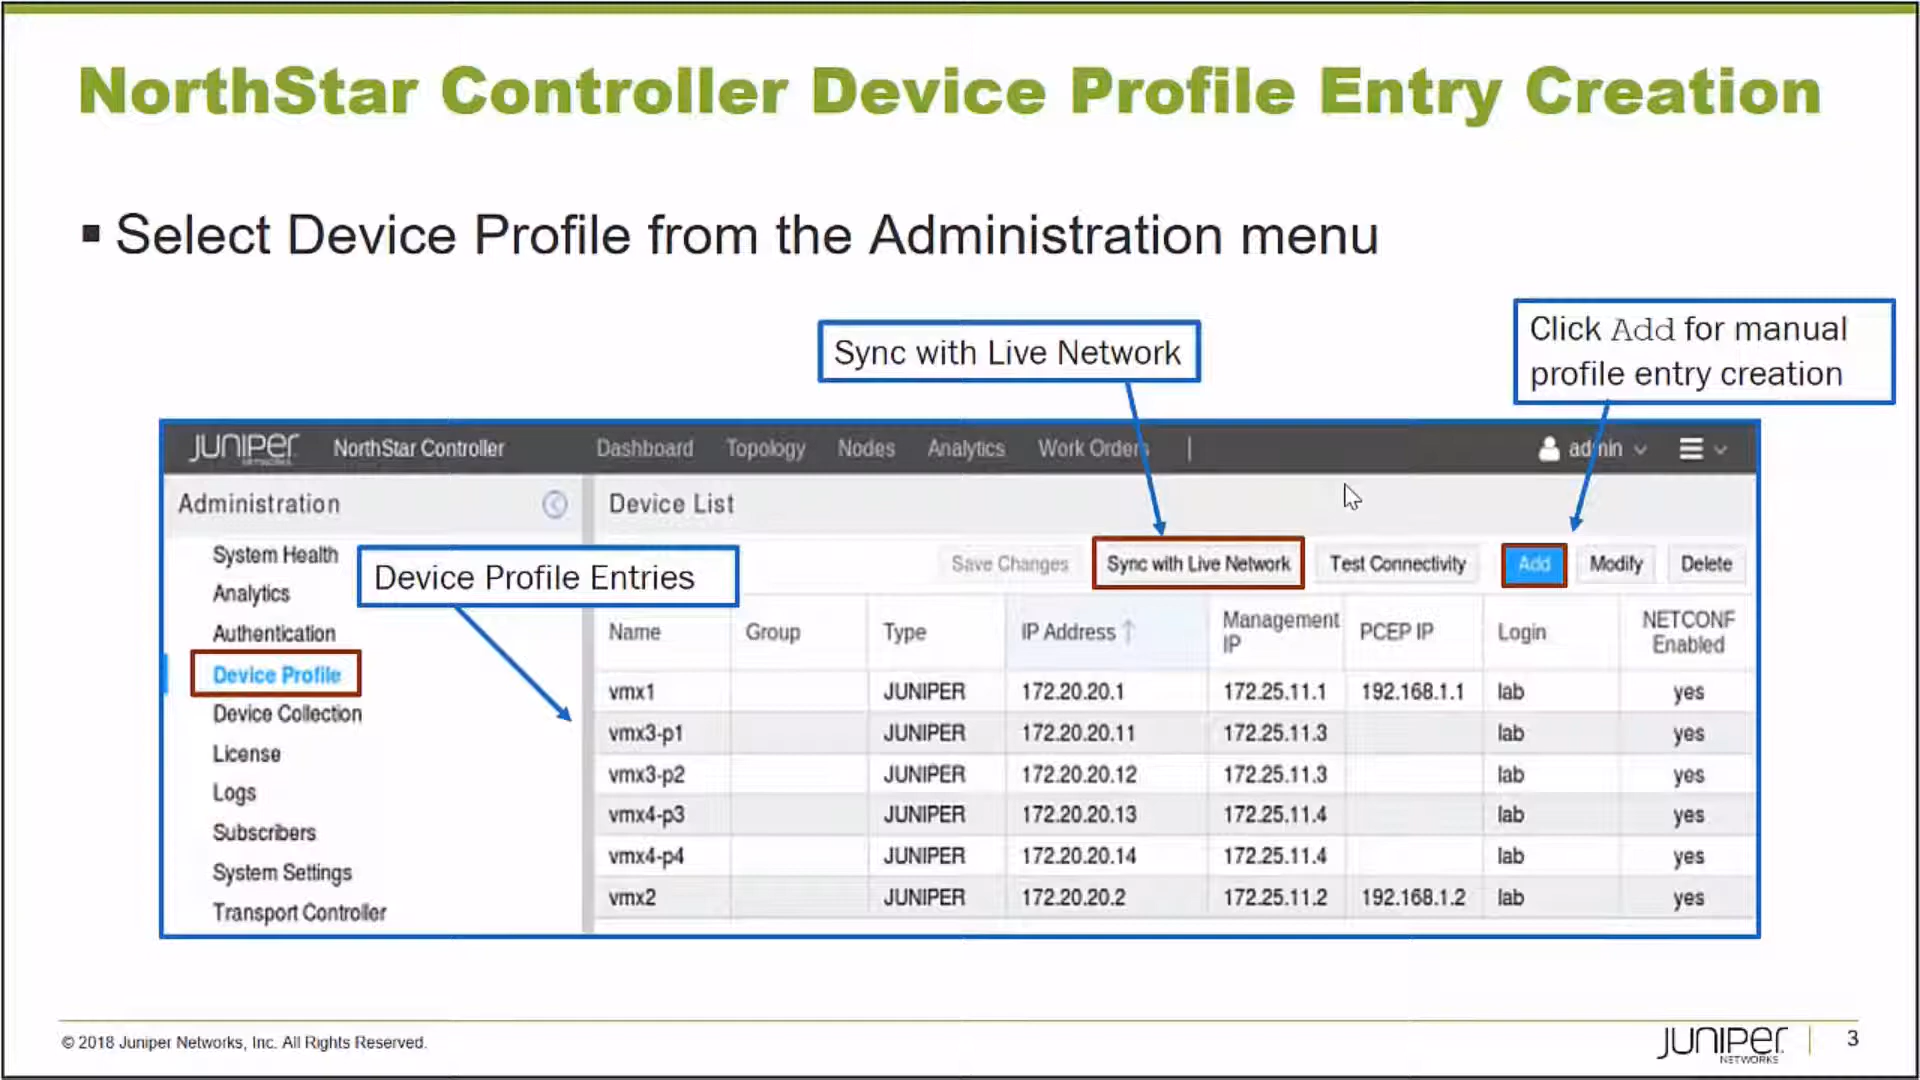 NorthStar Controller Device Profile Entry Creation
▪ Select Device Profile from the Administration menu
Sync with Live Network
Click Add for manual
profile entry creation
JUNIPER NETWORKS NorthStar Controller Dashboard Topology Nodes Analytics Work Orders | admin
Administration
Device List
System Health
Analytics
Authentication
Device Profile
Device Collection
License
Logs
Subscribers
System Settings
Transport Controller
Device Profile Entries
Save Changes Sync with Live Network Test Connectivity Add Modify Delete
Name Group Type IP Address ↑ Management IP PCEP IP Login NETCONF Enabled
vmx1 JUNIPER 172.20.20.1 172.25.11.1 192.168.1.1 lab yes
vmx3-p1 JUNIPER 172.20.20.11 172.25.11.3 lab yes
vmx3-p2 JUNIPER 172.20.20.12 172.25.11.3 lab yes
vmx4-p3 JUNIPER 172.20.20.13 172.25.11.4 lab yes
vmx4-p4 JUNIPER 172.20.20.14 172.25.11.4 lab yes
vmx2 JUNIPER 172.20.20.2 172.25.11.2 192.168.1.2 lab yes
© 2018 Juniper Networks, Inc. All Rights Reserved.
JUNIPER NETWORKS | 3